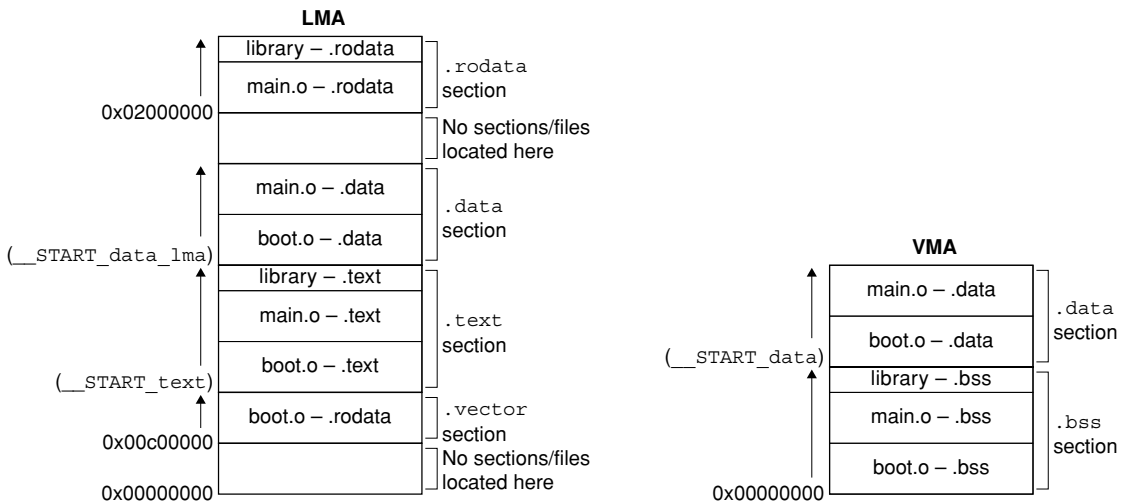 LMA
library – .rodata
main.o – .rodata
.rodata
section
0x02000000
No sections/files
located here
main.o – .data
boot.o – .data
.data
section
(__START_data_lma)
library – .text
main.o – .text
boot.o – .text
.text
section
(__START_text)
boot.o – .rodata
.vector
section
0x00c00000
No sections/files
located here
0x00000000
VMA
main.o – .data
boot.o – .data
.data
section
(__START_data)
library – .bss
main.o – .bss
boot.o – .bss
.bss
section
0x00000000